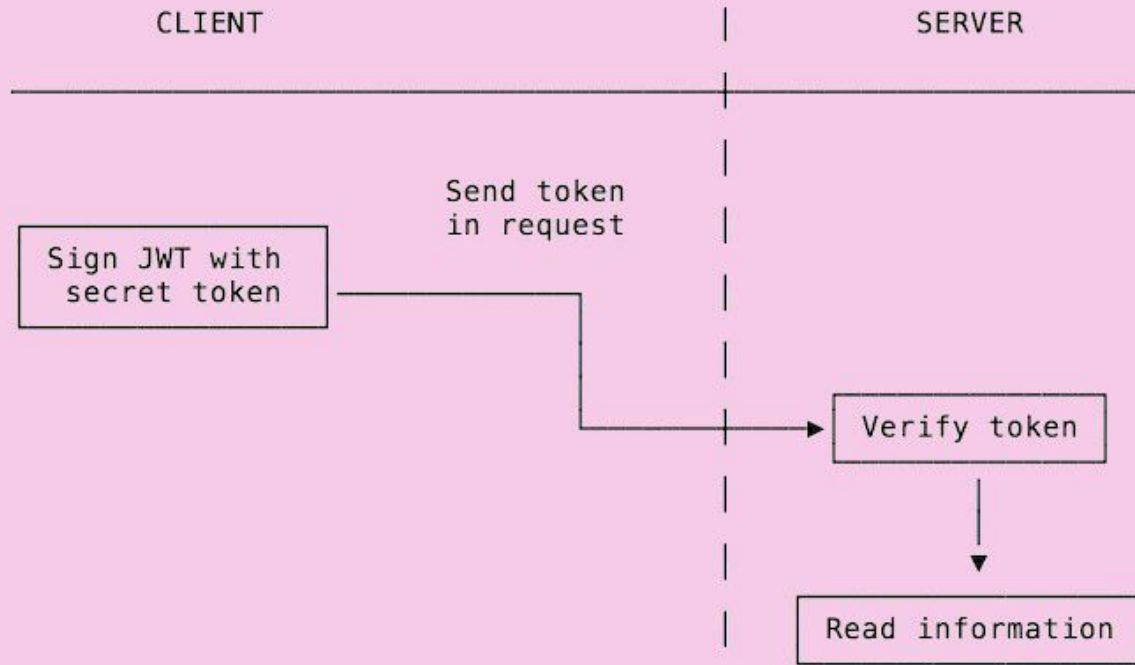 CLIENT
SERVER
Send token
in request
Sign JWT with
secret token
Verify token
Read information